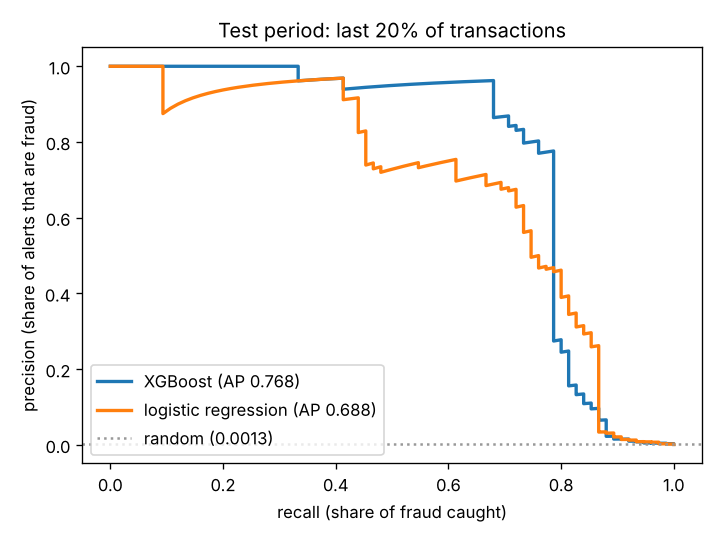 Test period: last 20% of transactions
precision (share of alerts that are fraud)
1.0
0.8
0.6
0.4
0.2
0.0
XGBoost (AP 0.768)
logistic regression (AP 0.688)
random (0.0013)
0.0 0.2 0.4 0.6 0.8 1.0
recall (share of fraud caught)